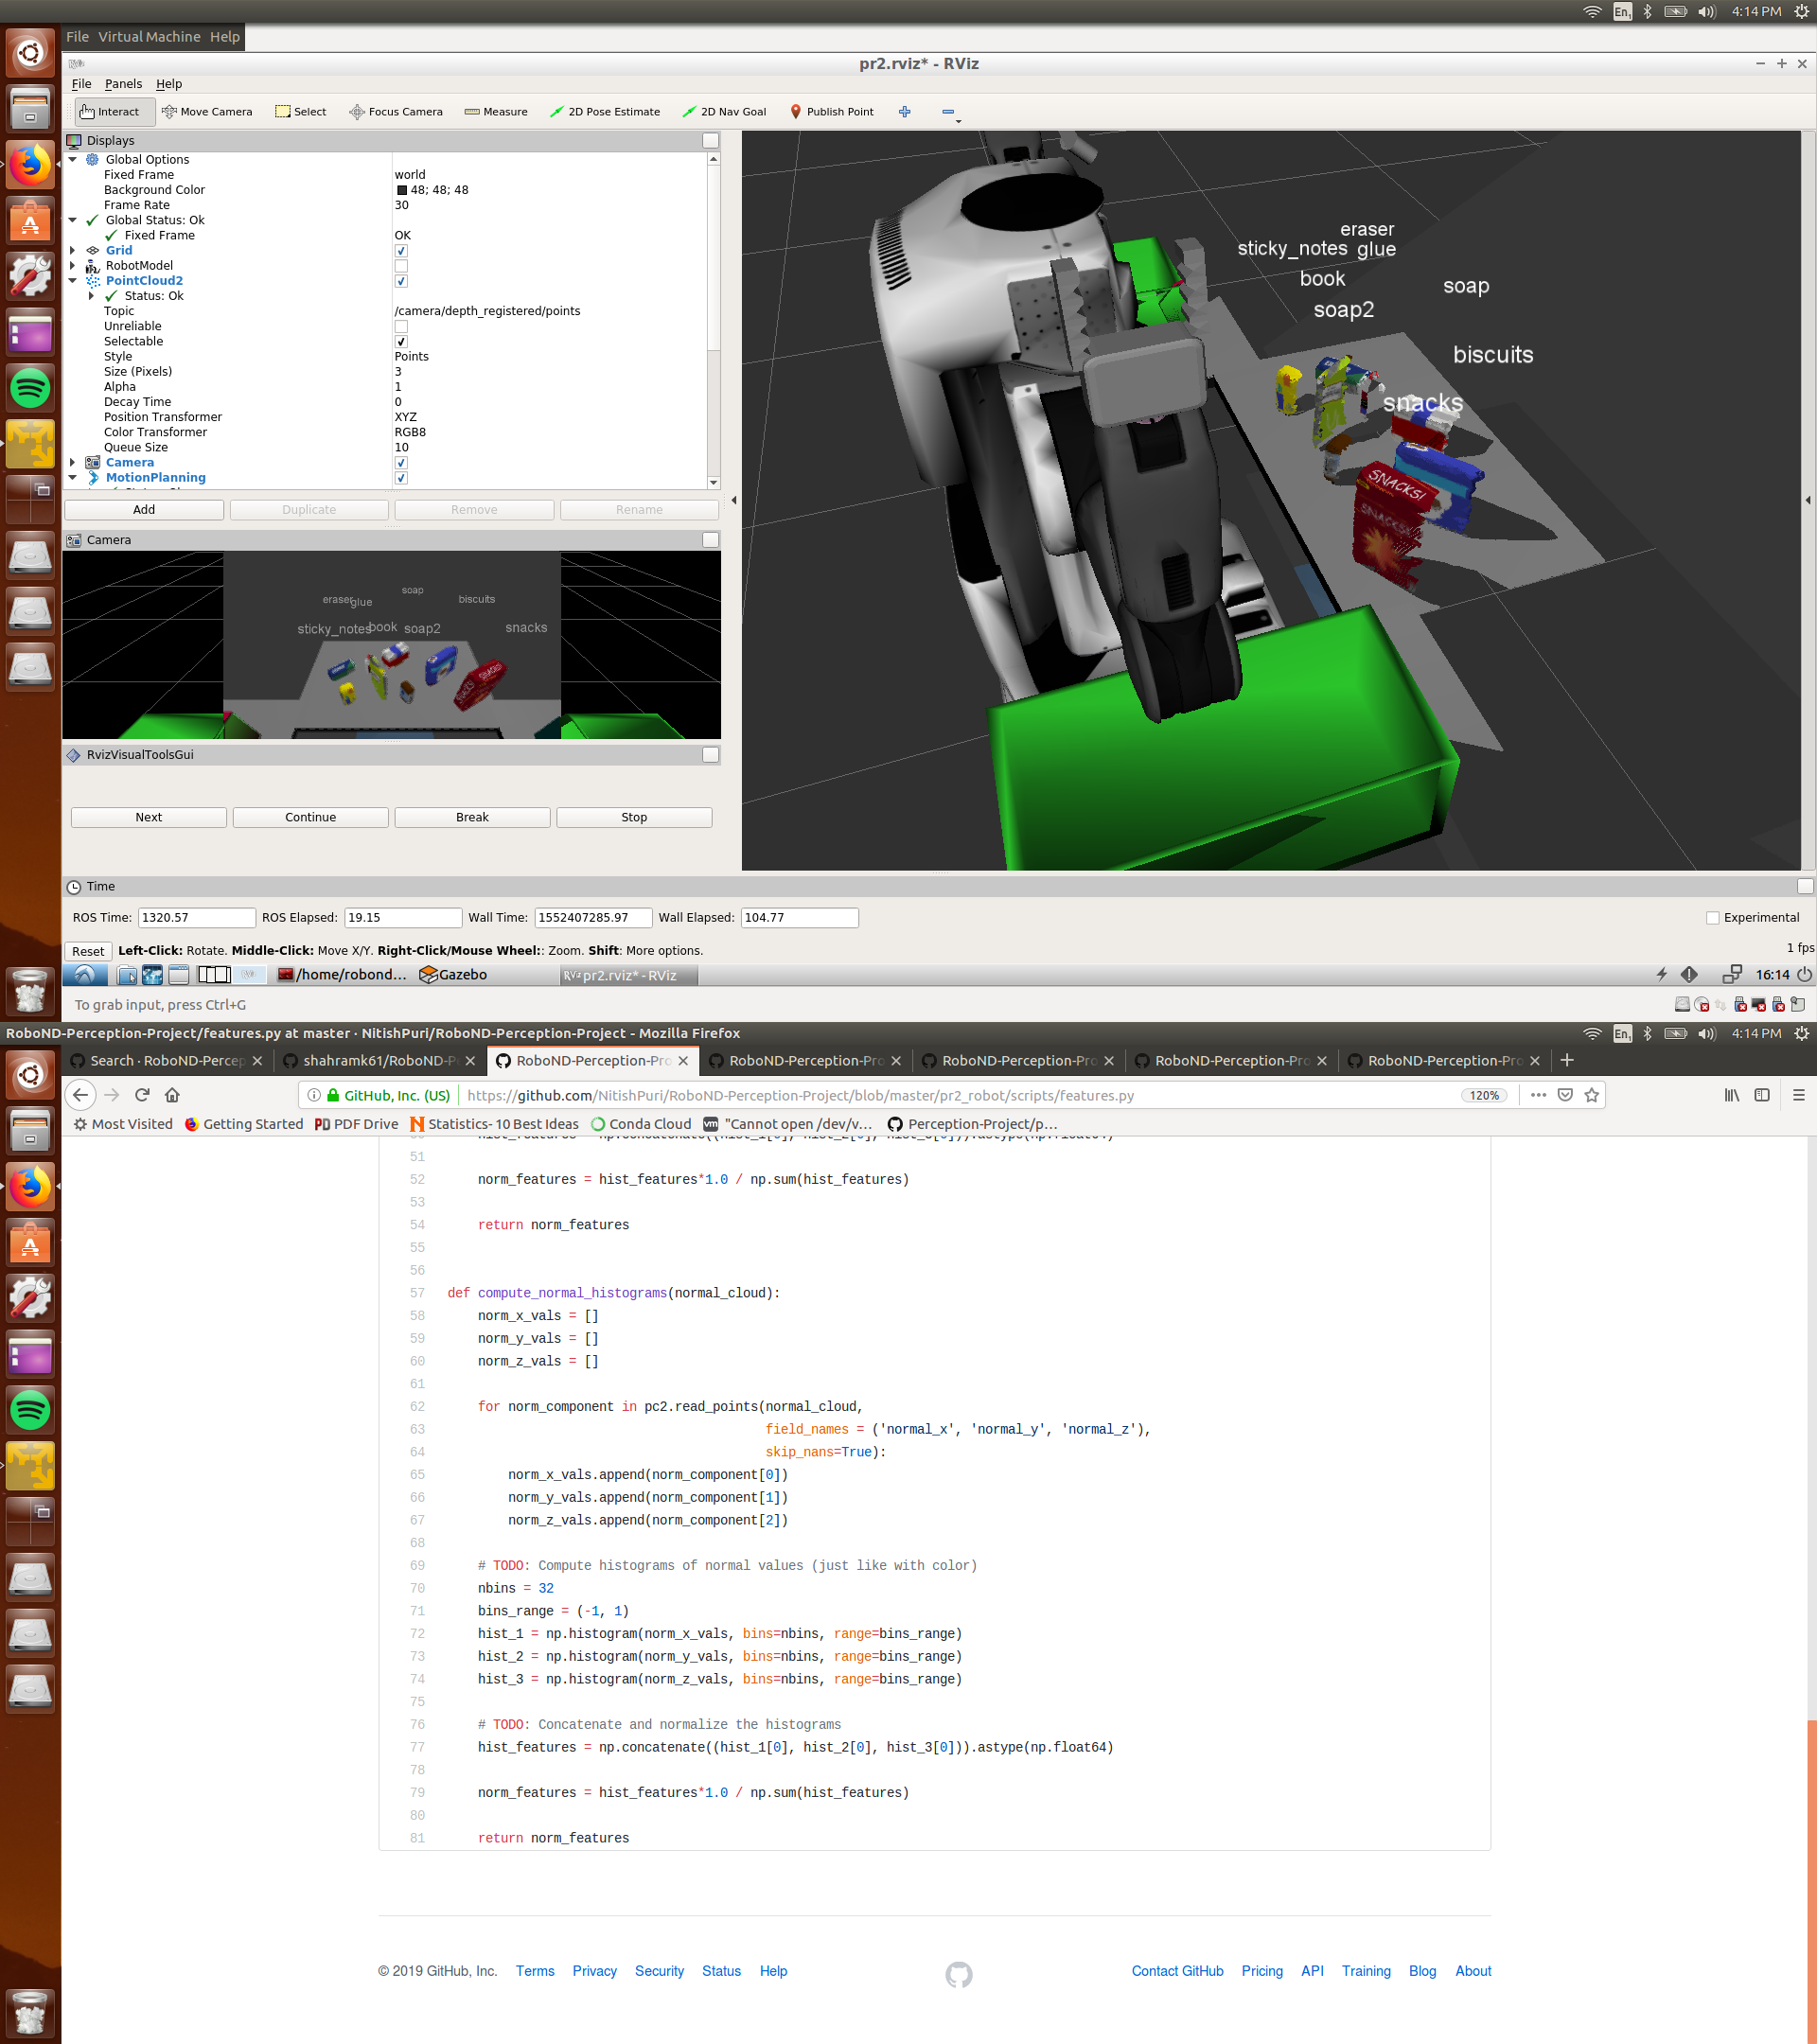 En1 4:14 PM
File Virtual Machine Help
pr2.rviz* - RViz
File Panels Help
Interact Move Camera Select Focus Camera Measure 2D Pose Estimate 2D Nav Goal Publish Point
Displays
Global Options
Fixed Frame world
Background Color 48; 48; 48
Frame Rate 30
Global Status: Ok
Fixed Frame OK
Grid
RobotModel
PointCloud2
Status: Ok
Topic /camera/depth_registered/points
Unreliable
Selectable
Style Points
Size (Pixels) 3
Alpha 1
Decay Time 0
Position Transformer XYZ
Color Transformer RGB8
Queue Size 10
Camera
MotionPlanning
Add Duplicate Remove Rename
Camera
soap
eraser glue biscuits
sticky_notes book soap2 snacks
SNACKS!
RvizVisualToolsGui
Next Continue Break Stop
eraser
sticky_notes glue
book soap
soap2
biscuits
snacks
SNACKS!
SNACKS!
Time
ROS Time: 1320.57 ROS Elapsed: 19.15 Wall Time: 1552407285.97 Wall Elapsed: 104.77 Experimental
Reset Left-Click: Rotate. Middle-Click: Move X/Y. Right-Click/Mouse Wheel:: Zoom. Shift: More options. 1 fps
/home/robond... Gazebo pr2.rviz* - RViz 16:14
To grab input, press Ctrl+G
RoboND-Perception-Project/features.py at master · NitishPuri/RoboND-Perception-Project - Mozilla Firefox En1 4:14 PM
Search · RoboND-Percep shahramk61/RoboND-P RoboND-Perception-Pro RoboND-Perception-Pro RoboND-Perception-Pro RoboND-Perception-Pro RoboND-Perception-Pro
GitHub, Inc. (US) https://github.com/NitishPuri/RoboND-Perception-Project/blob/master/pr2_robot/scripts/features.py 120%
Most Visited Getting Started PDF Drive Statistics- 10 Best Ideas Conda Cloud "Cannot open /dev/v... Perception-Project/p...
50 hist_features = np.concatenate((hist_1[0], hist_2[0], hist_3[0])).astype(np.float64)
51
52 norm_features = hist_features*1.0 / np.sum(hist_features)
53
54 return norm_features
55
56
57 def compute_normal_histograms(normal_cloud):
58 norm_x_vals = []
59 norm_y_vals = []
60 norm_z_vals = []
61
62 for norm_component in pc2.read_points(normal_cloud,
63 field_names = ('normal_x', 'normal_y', 'normal_z'),
64 skip_nans=True):
65 norm_x_vals.append(norm_component[0])
66 norm_y_vals.append(norm_component[1])
67 norm_z_vals.append(norm_component[2])
68
69 # TODO: Compute histograms of normal values (just like with color)
70 nbins = 32
71 bins_range = (-1, 1)
72 hist_1 = np.histogram(norm_x_vals, bins=nbins, range=bins_range)
73 hist_2 = np.histogram(norm_y_vals, bins=nbins, range=bins_range)
74 hist_3 = np.histogram(norm_z_vals, bins=nbins, range=bins_range)
75
76 # TODO: Concatenate and normalize the histograms
77 hist_features = np.concatenate((hist_1[0], hist_2[0], hist_3[0])).astype(np.float64)
78
79 norm_features = hist_features*1.0 / np.sum(hist_features)
80
81 return norm_features
© 2019 GitHub, Inc. Terms Privacy Security Status Help Contact GitHub Pricing API Training Blog About